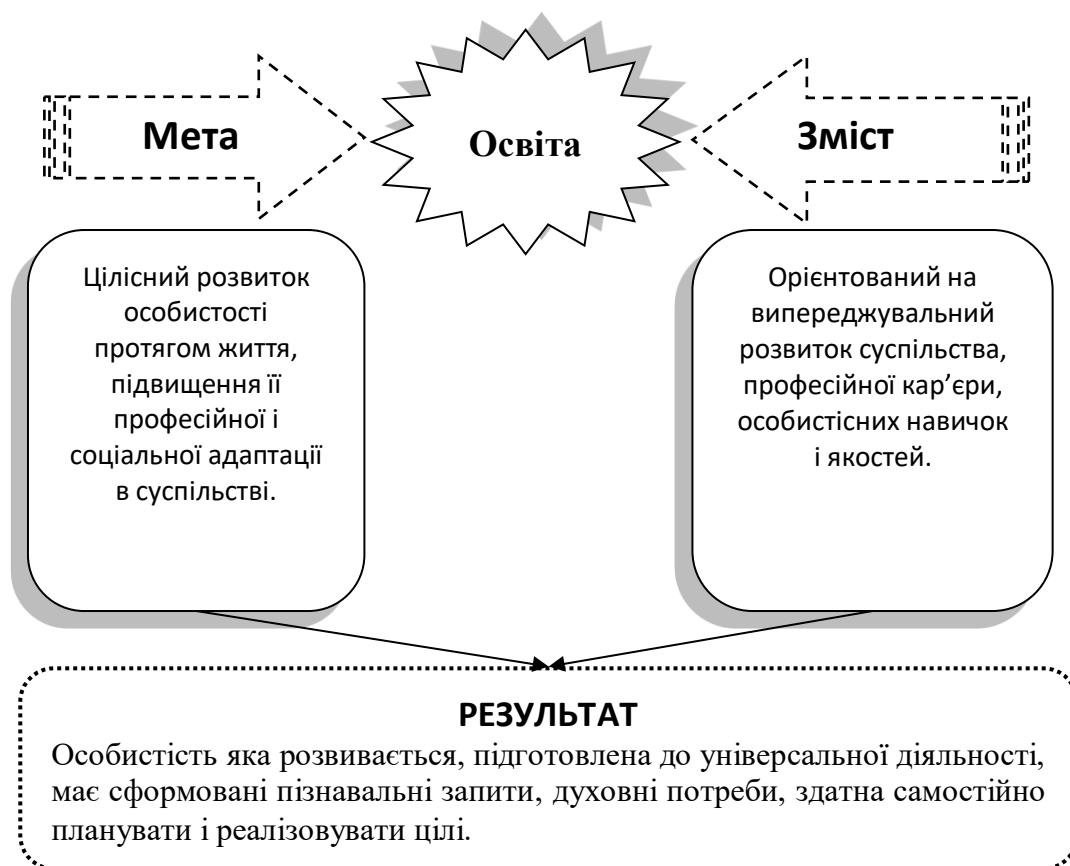 Мета
Освіта
Зміст
Цілісний розвиток
особистості
протягом життя,
підвищення її
професійної і
соціальної адаптації
в суспільстві.
Орієнтований на
випереджувальний
розвиток суспільства,
професійної кар’єри,
особистісних навичок
і якостей.
РЕЗУЛЬТАТ
Особистість яка розвивається, підготовлена до універсальної діяльності,
має сформовані пізнавальні запити, духовні потреби, здатна самостійно
планувати і реалізовувати цілі.